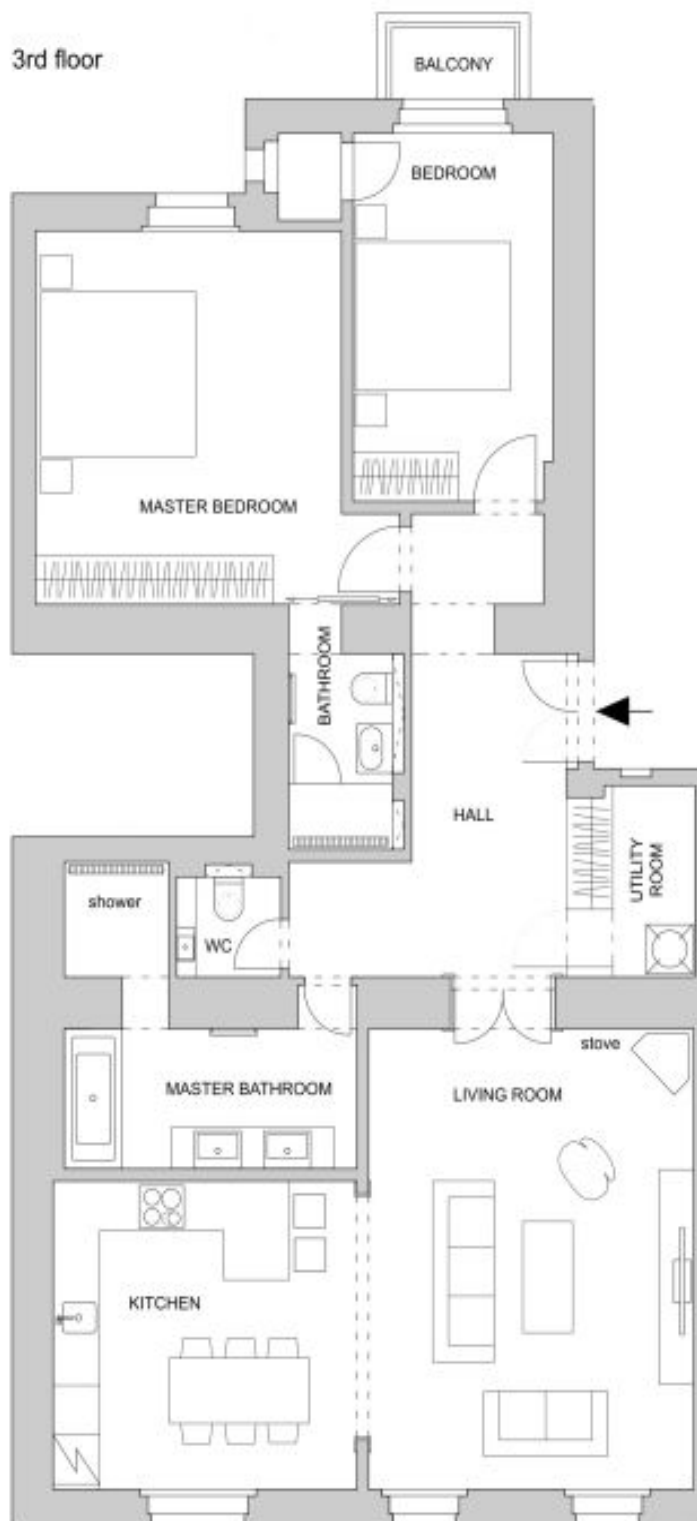 3rd floor
BALCONY
BEDROOM
MASTER BEDROOM
BATHROOM
HALL
UTILITY
ROOM
shower
WC
stove
MASTER BATHROOM
LIVING ROOM
KITCHEN